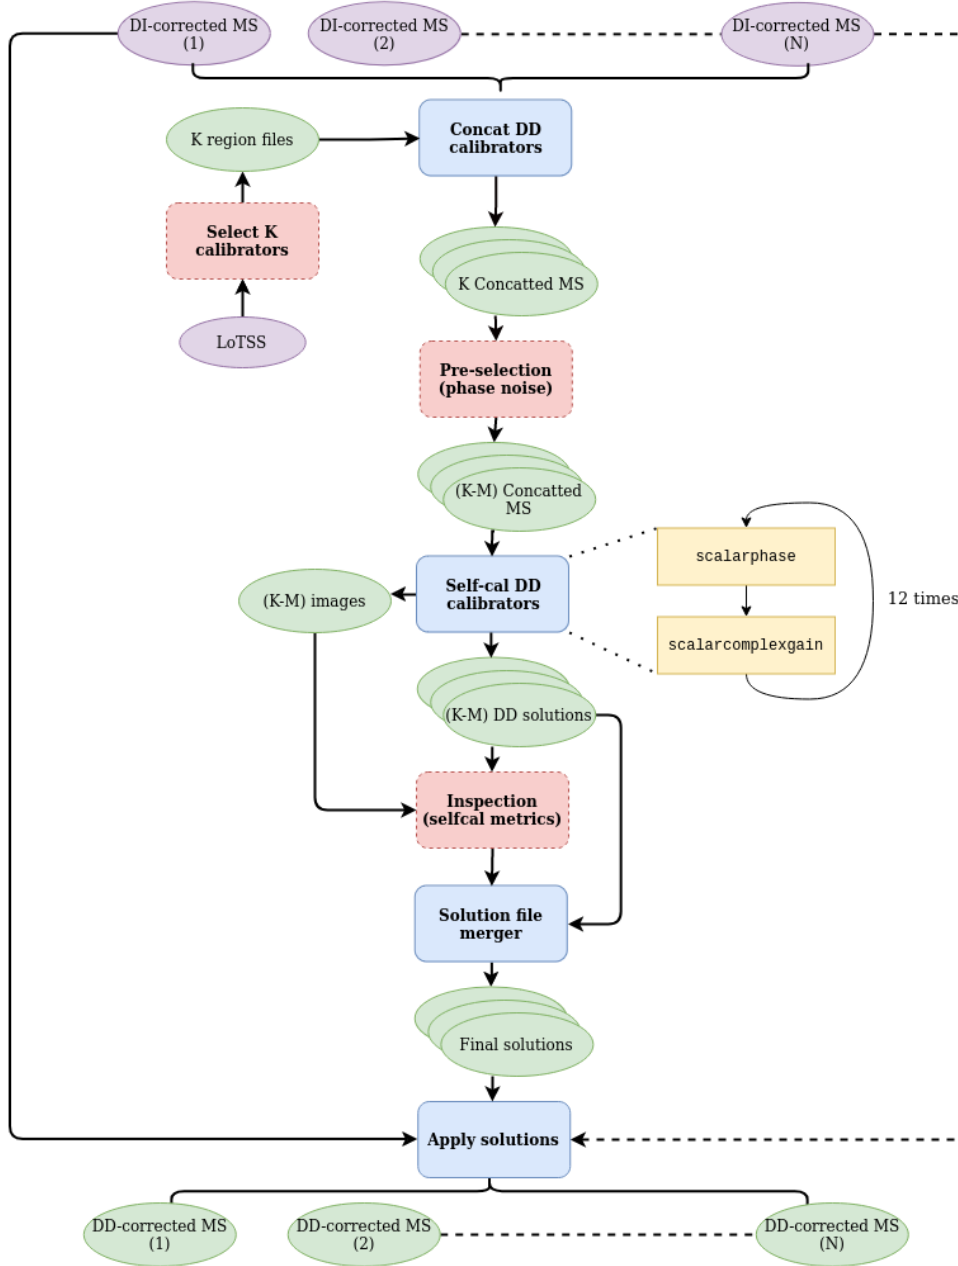 DI-corrected MS
(1)
DI-corrected MS
(2)
DI-corrected MS
(N)
K region files
Concat DD
calibrators
Select K
calibrators
K Concatted MS
LoTSS
Pre-selection
(phase noise)
(K-M) Concatted
MS
scalarphase
(K-M) images
Self-cal DD
calibrators
12 times
scalarcomplexgain
(K-M) DD solutions
Inspection
(selfcal metrics)
Solution file
merger
Final solutions
Apply solutions
DD-corrected MS
(1)
DD-corrected MS
(2)
DD-corrected MS
(N)